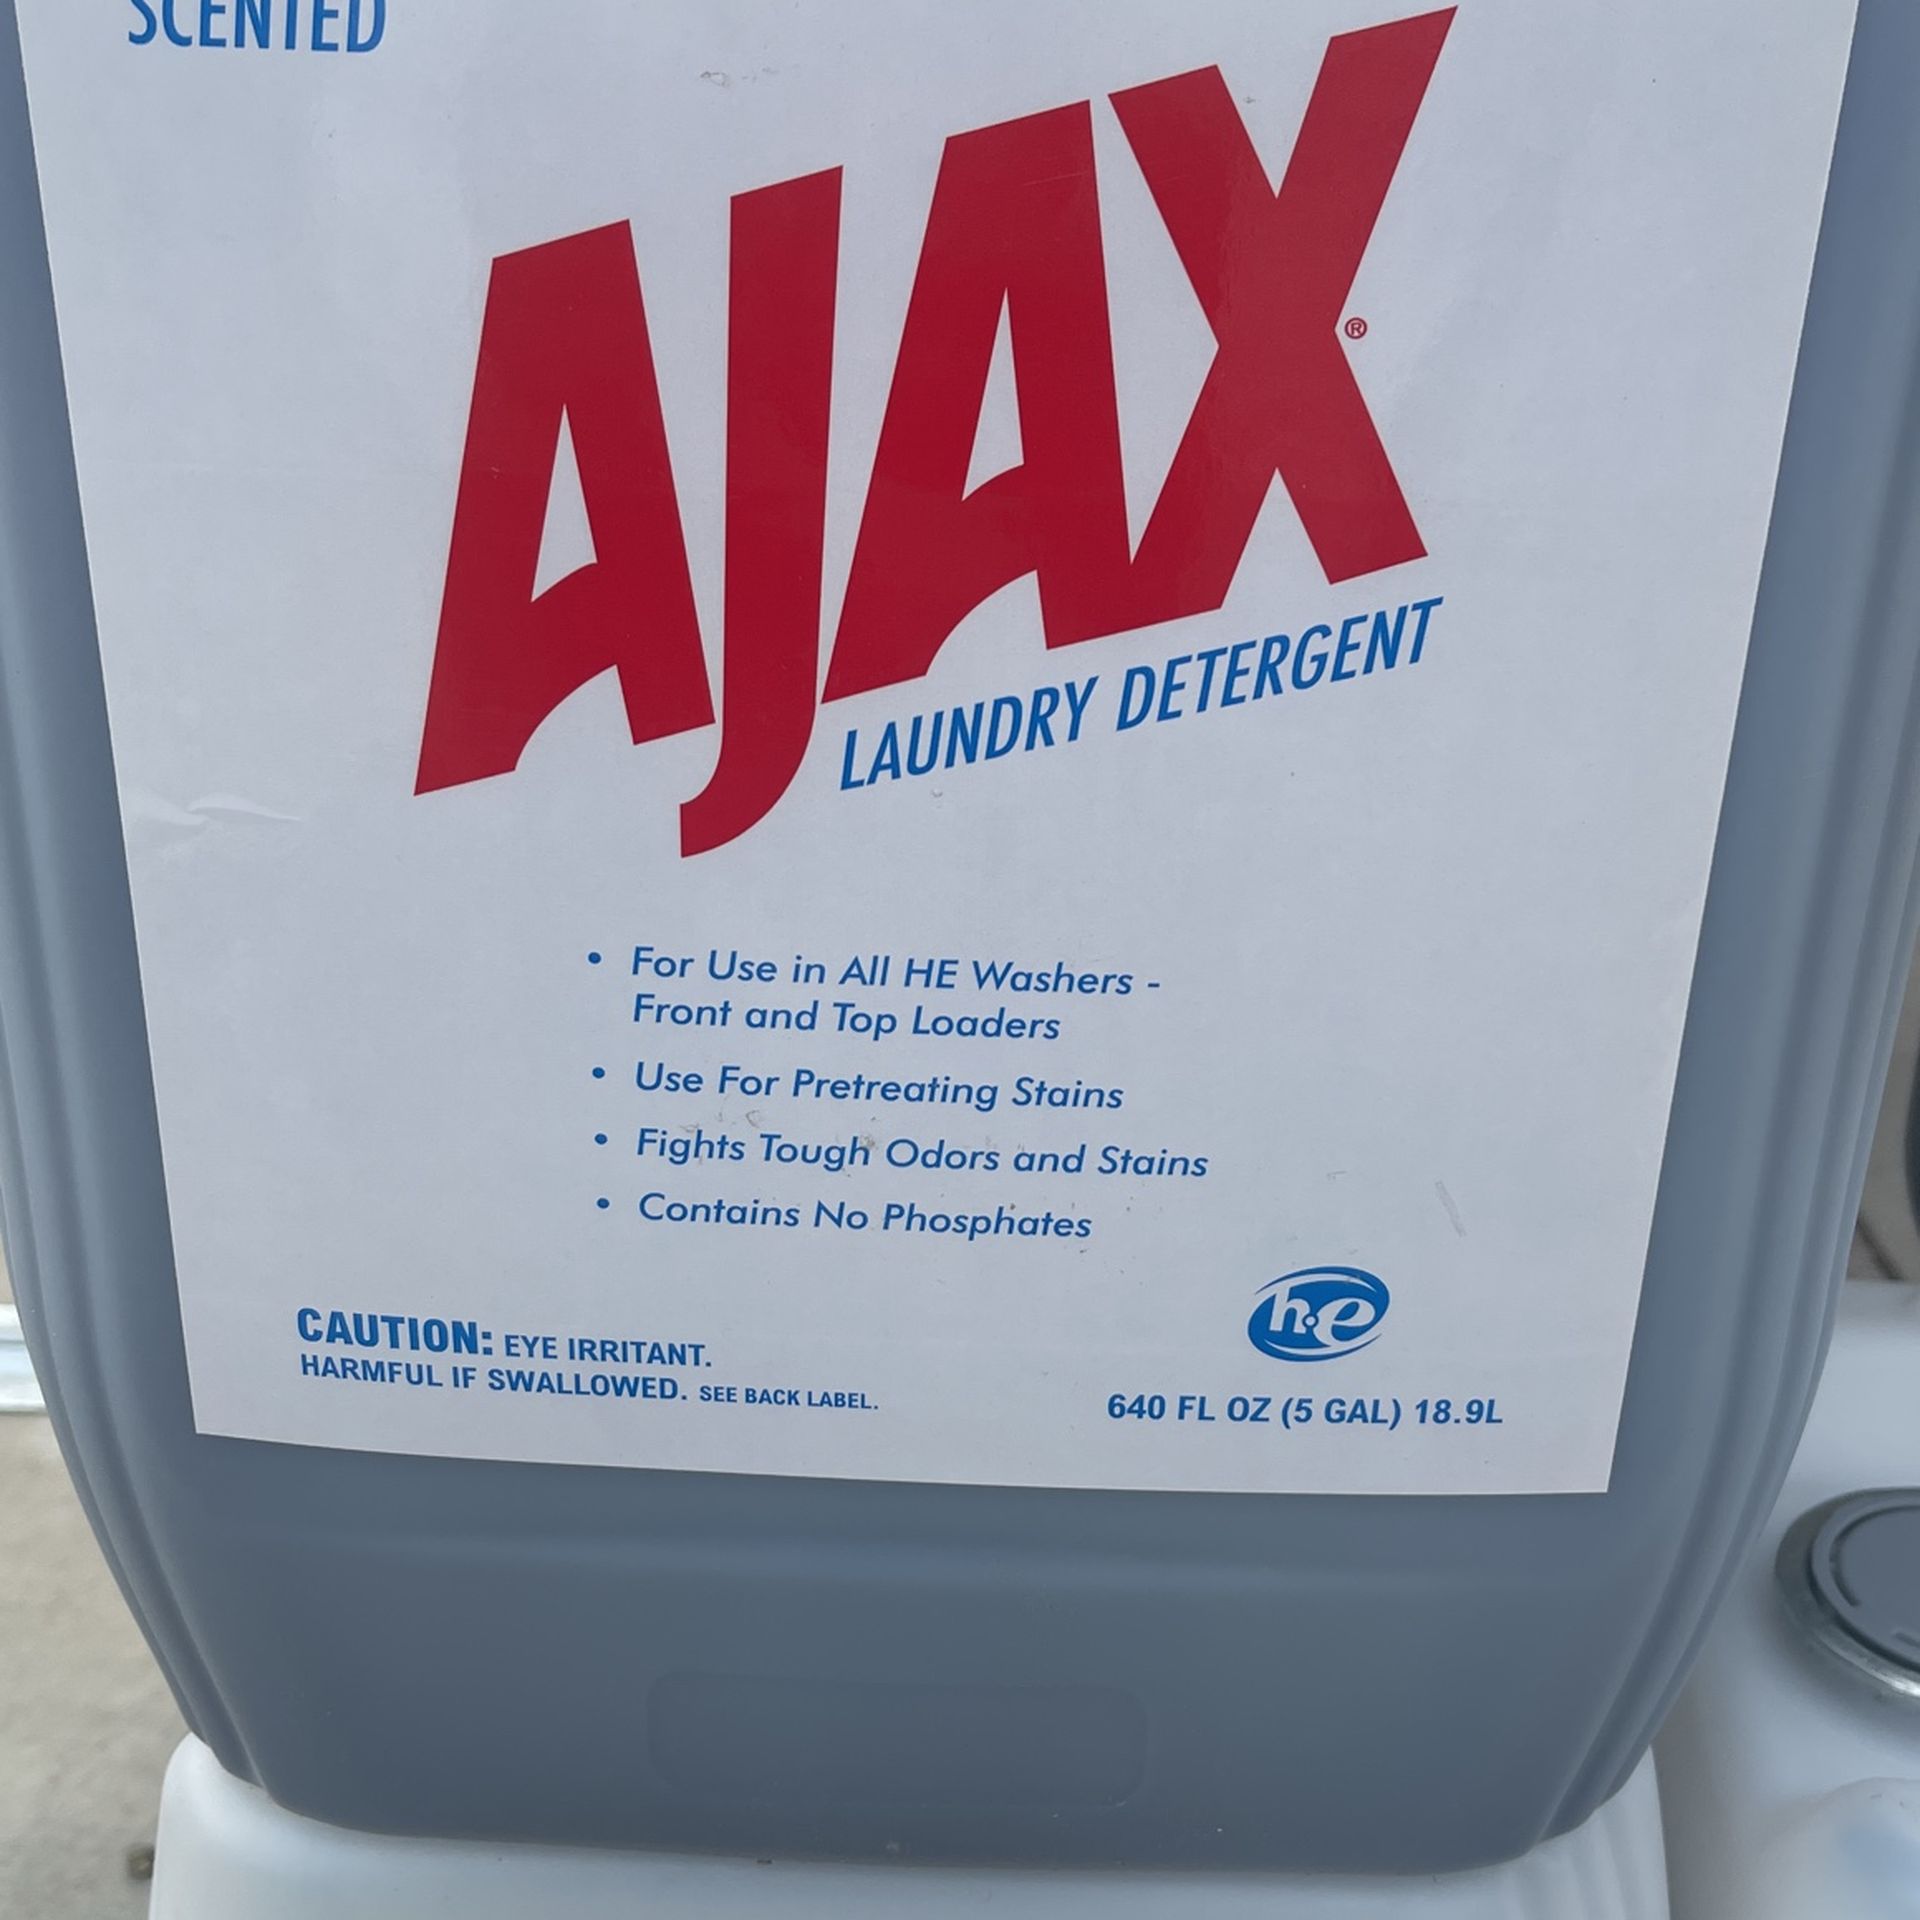 SCENTED
AJAX®
LAUNDRY DETERGENT
• For Use in All HE Washers -
Front and Top Loaders
• Use For Pretreating Stains
• Fights Tough Odors and Stains
• Contains No Phosphates
CAUTION: EYE IRRITANT.
HARMFUL IF SWALLOWED. SEE BACK LABEL.
he
640 FL OZ (5 GAL) 18.9L